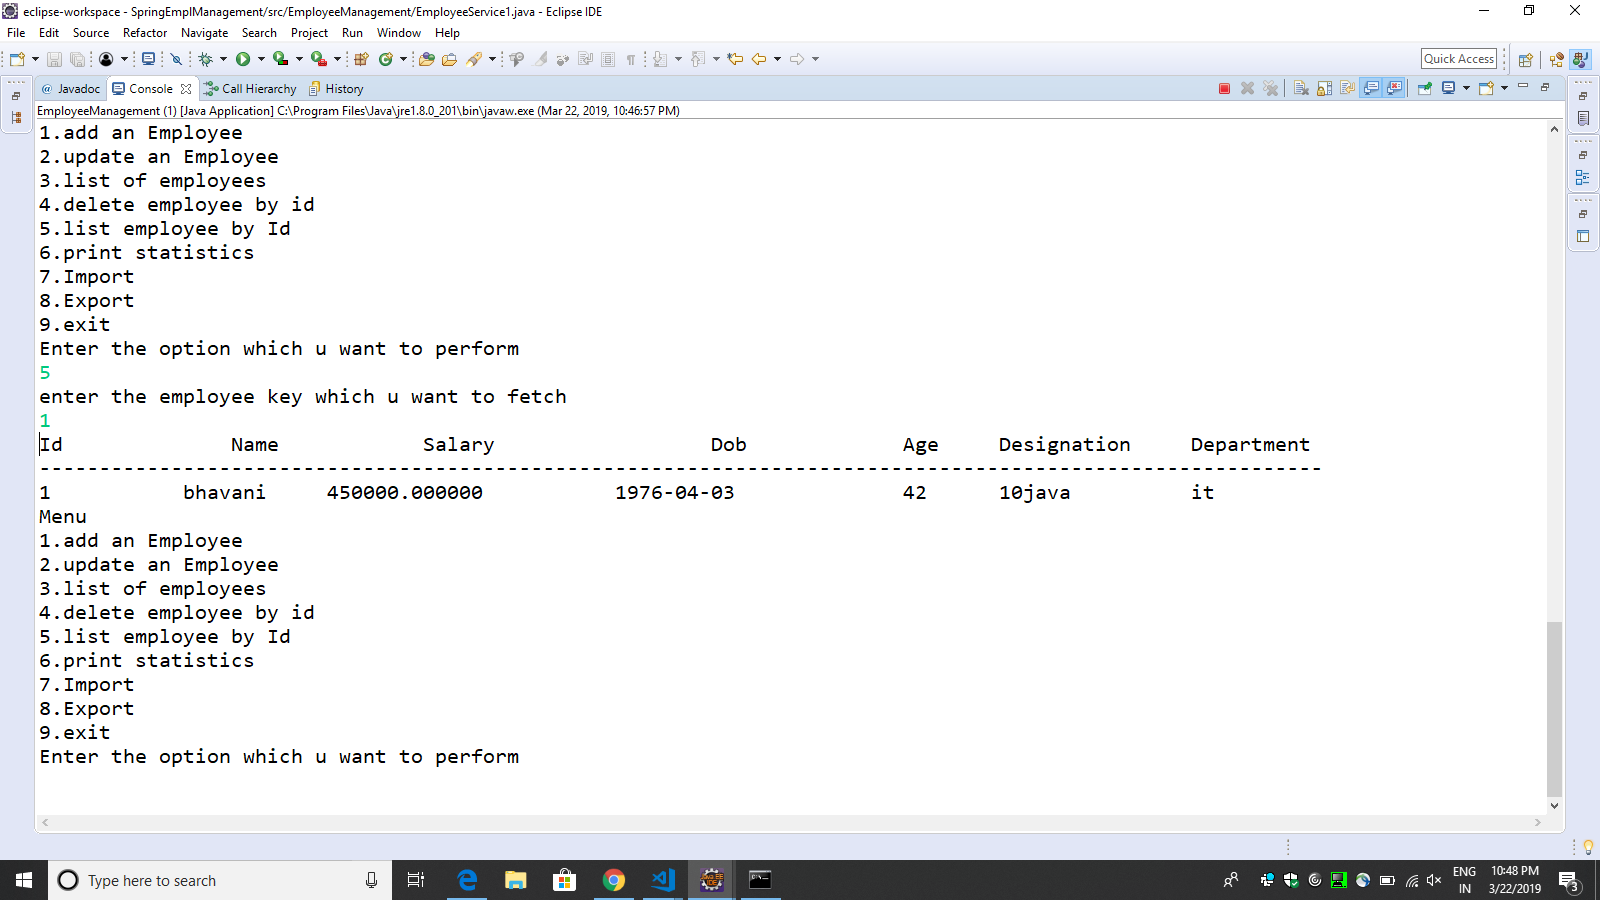 eclipse-workspace - SpringEmplManagement/src/EmployeeManagement/EmployeeService1.java - Eclipse IDE
File Edit Source Refactor Navigate Search Project Run Window Help
Quick Access
@ Javadoc Console Call Hierarchy History
EmployeeManagement (1) [Java Application] C:\Program Files\Java\jre1.8.0_201\bin\javaw.exe (Mar 22, 2019, 10:46:57 PM)
1.add an Employee
2.update an Employee
3.list of employees
4.delete employee by id
5.list employee by Id
6.print statistics
7.Import
8.Export
9.exit
Enter the option which u want to perform
5
enter the employee key which u want to fetch
1
Id Name Salary Dob Age Designation Department
-----------------------------------------------------------------------------------------------------------
1 bhavani 450000.000000 1976-04-03 42 10java it
Menu
1.add an Employee
2.update an Employee
3.list of employees
4.delete employee by id
5.list employee by Id
6.print statistics
7.Import
8.Export
9.exit
Enter the option which u want to perform
Type here to search
ENG
IN
10:48 PM
3/22/2019
3